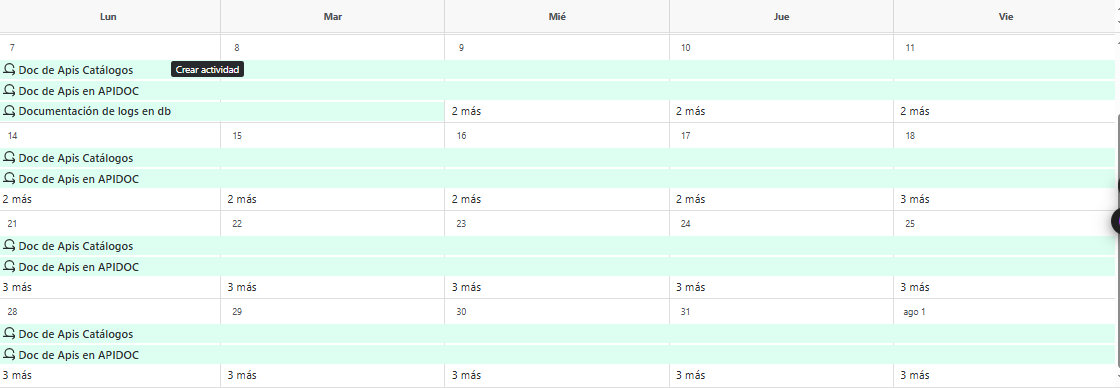 Lun Mar Mié Jue Vie
7 8 9 10 11
Doc de Apis Catálogos
Crear actividad
Doc de Apis en APIDOC
Documentación de logs en db 2 más 2 más 2 más
14 15 16 17 18
Doc de Apis Catálogos
Doc de Apis en APIDOC
2 más 2 más 2 más 2 más 3 más
21 22 23 24 25
Doc de Apis Catálogos
Doc de Apis en APIDOC
3 más 3 más 3 más 3 más 3 más
28 29 30 31 ago 1
Doc de Apis Catálogos
Doc de Apis en APIDOC
3 más 3 más 3 más 3 más 3 más